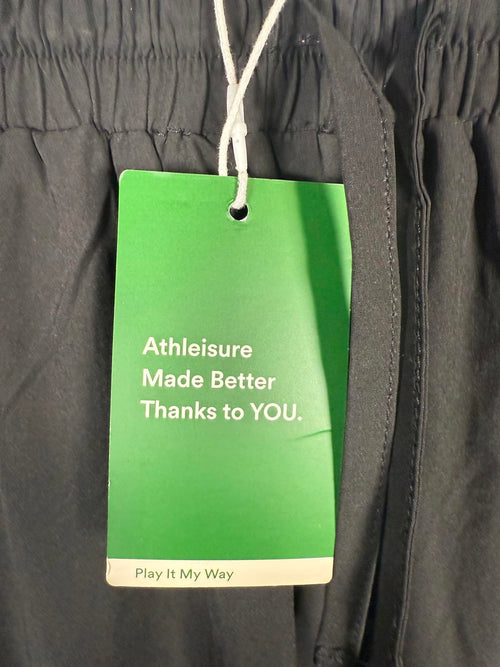 Athleisure
Made Better
Thanks to YOU.
Play It My Way